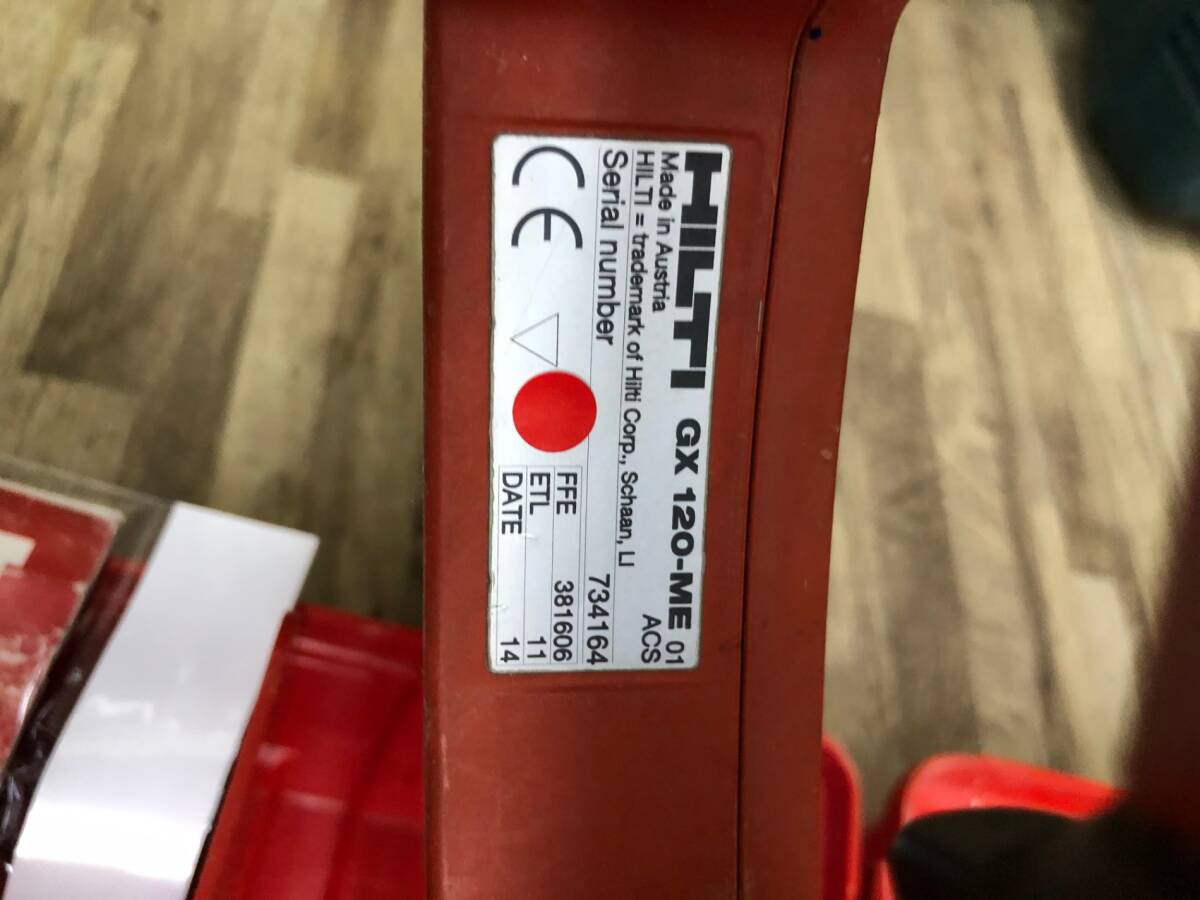 HILTI GX 120-ME 01
Made in Austria ACS
HILTI = trademark of Hilti Corp., Schaan, LI
Serial number 734164
CE FFE 381606
ETL 11
DATE 14